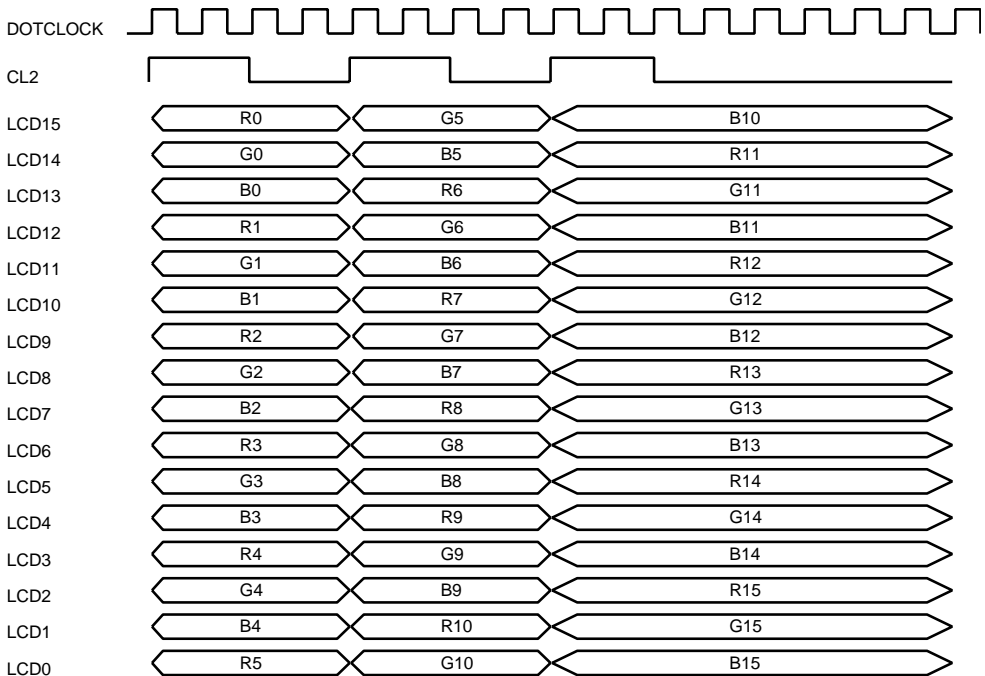 DOTCLOCK
CL2
LCD15 R0 G5 B10
LCD14 G0 B5 R11
LCD13 B0 R6 G11
LCD12 R1 G6 B11
LCD11 G1 B6 R12
LCD10 B1 R7 G12
LCD9 R2 G7 B12
LCD8 G2 B7 R13
LCD7 B2 R8 G13
LCD6 R3 G8 B13
LCD5 G3 B8 R14
LCD4 B3 R9 G14
LCD3 R4 G9 B14
LCD2 G4 B9 R15
LCD1 B4 R10 G15
LCD0 R5 G10 B15